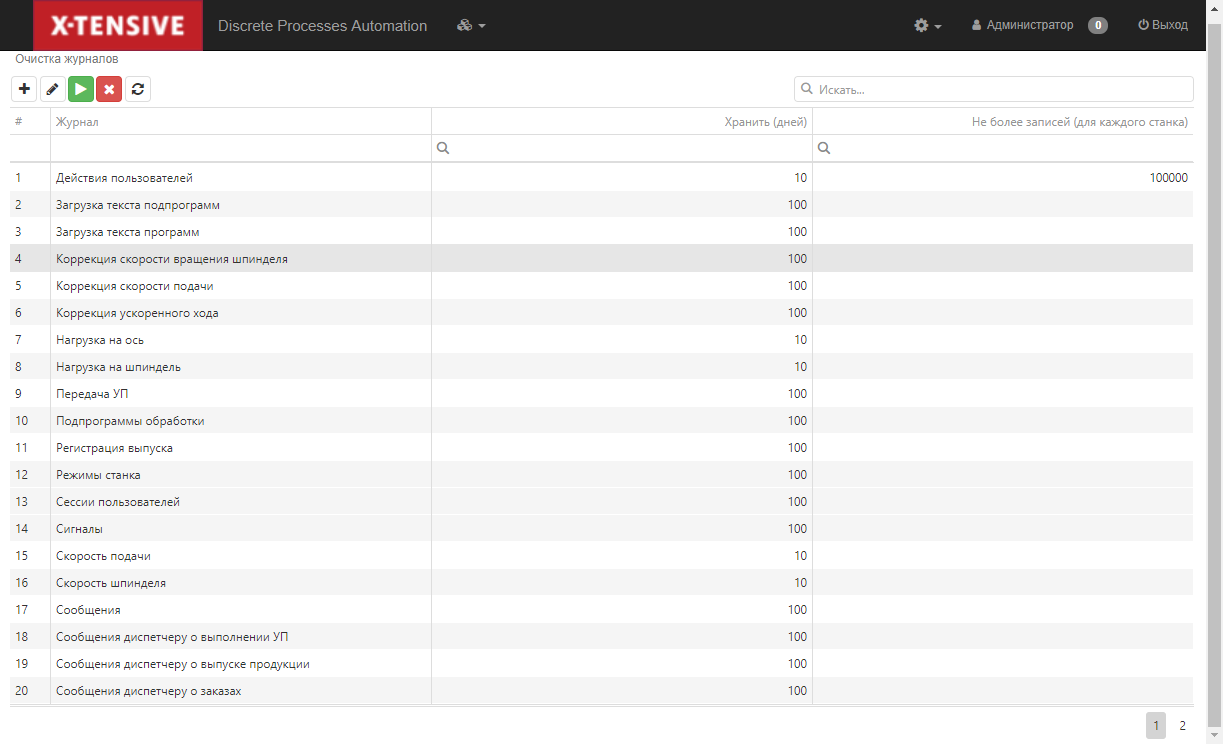 X-TENSIVE Discrete Processes Automation Администратор 0 Выход
Очистка журналов
Искать...
# Журнал Хранить (дней) Не более записей (для каждого станка)
1 Действия пользователей 10 100000
2 Загрузка текста подпрограмм 100
3 Загрузка текста программ 100
4 Коррекция скорости вращения шпинделя 100
5 Коррекция скорости подачи 100
6 Коррекция ускоренного хода 100
7 Нагрузка на ось 10
8 Нагрузка на шпиндель 10
9 Передача УП 100
10 Подпрограммы обработки 100
11 Регистрация выпуска 100
12 Режимы станка 100
13 Сессии пользователей 100
14 Сигналы 100
15 Скорость подачи 10
16 Скорость шпинделя 10
17 Сообщения 100
18 Сообщения диспетчеру о выполнении УП 100
19 Сообщения диспетчеру о выпуске продукции 100
20 Сообщения диспетчеру о заказах 100
1 2